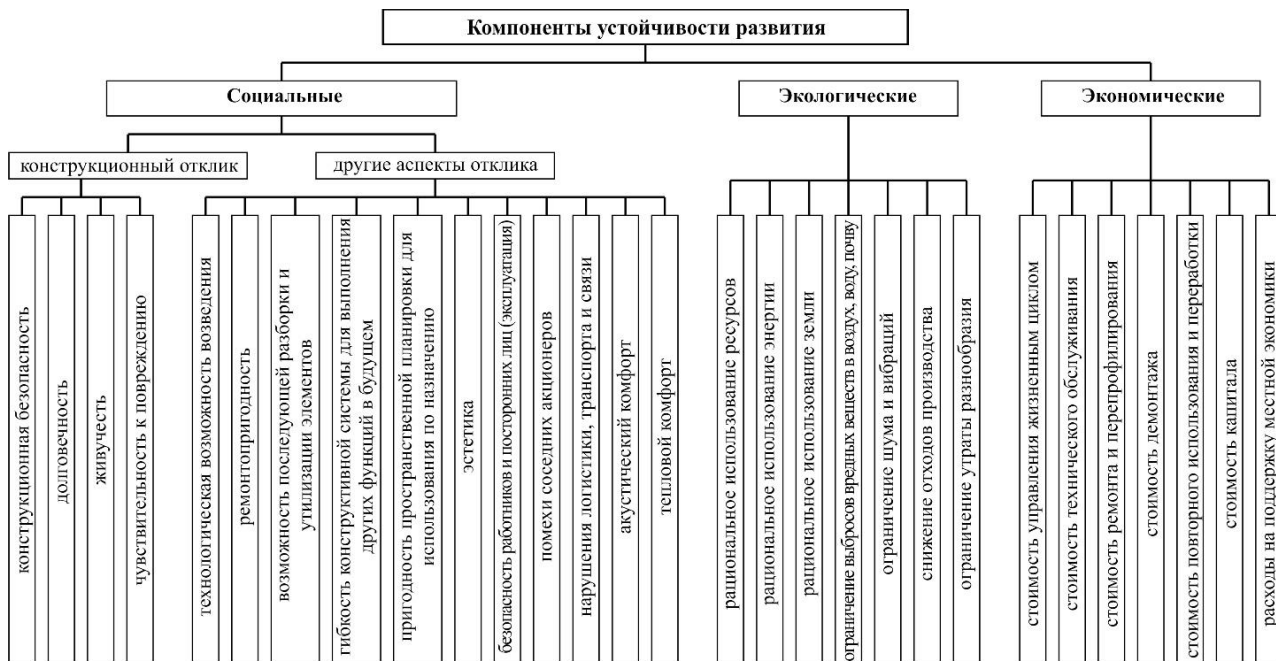 Компоненты устойчивости развития
Социальные
Экологические
Экономические
конструкционный отклик
другие аспекты отклика
конструкционная безопасность
долговечность
живучесть
чувствительность к повреждению
технологическая возможность возведения
ремонтопригодность
возможность последующей разборки и
утилизации элементов
гибкость конструктивной системы для выполнения
других функций в будущем
пригодность пространственной планировки для
использования по назначению
эстетика
безопасность работников и посторонних лиц (эксплуатация)
помехи соседних акционеров
нарушения логистики, транспорта и связи
акустический комфорт
тепловой комфорт
рациональное использование ресурсов
рациональное использование энергии
рациональное использование земли
ограничение выбросов вредных веществ в воздух, воду, почву
ограничение шума и вибраций
снижение отходов производства
ограничение утраты разнообразия
стоимость управления жизненным циклом
стоимость технического обслуживания
стоимость ремонта и перепрофилирования
стоимость демонтажа
стоимость повторного использования и переработки
стоимость капитала
расходы на поддержку местной экономики